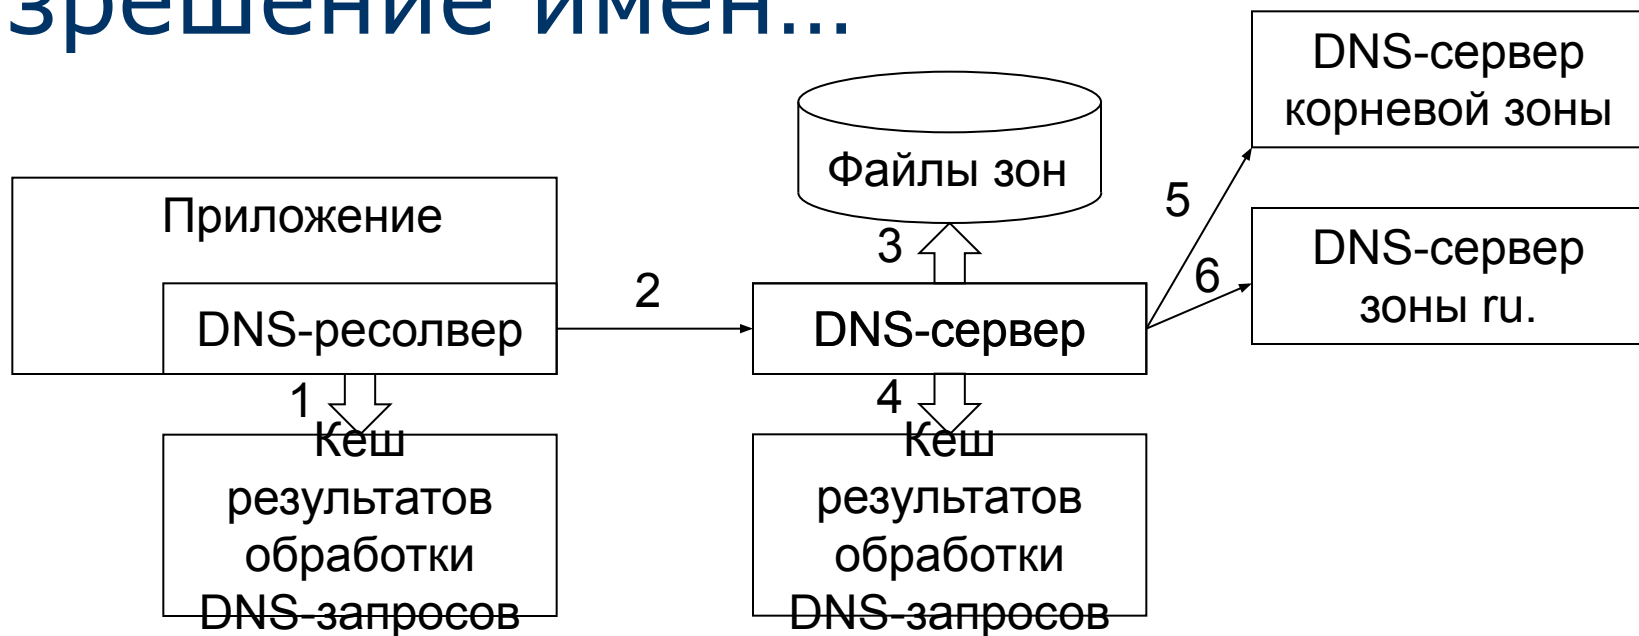 зрешение имен...
DNS-сервер
корневой зоны
Файлы зон
5
Приложение
3
DNS-сервер
зоны ru.
2
6
DNS-ресолвер
DNS-сервер
1
4
Кеш
результатов
обработки
DNS-запросов
Кеш
результатов
обработки
DNS-запросов